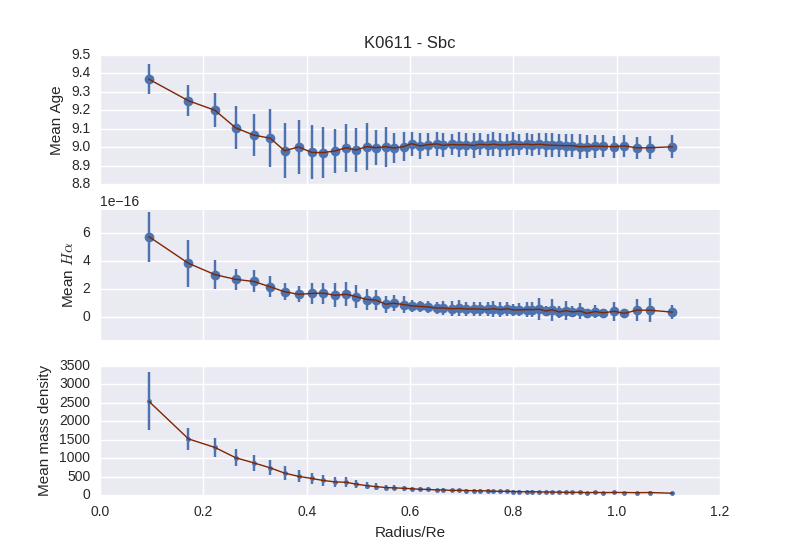 K0611 - Sbc
9.5
9.4
9.3
9.2
9.1
9.0
8.9
8.8
Mean Age
1e−16
6
4
2
0
Mean Hα
3500
3000
2500
2000
1500
1000
500
0
Mean mass density
0.0 0.2 0.4 0.6 0.8 1.0 1.2
Radius/Re